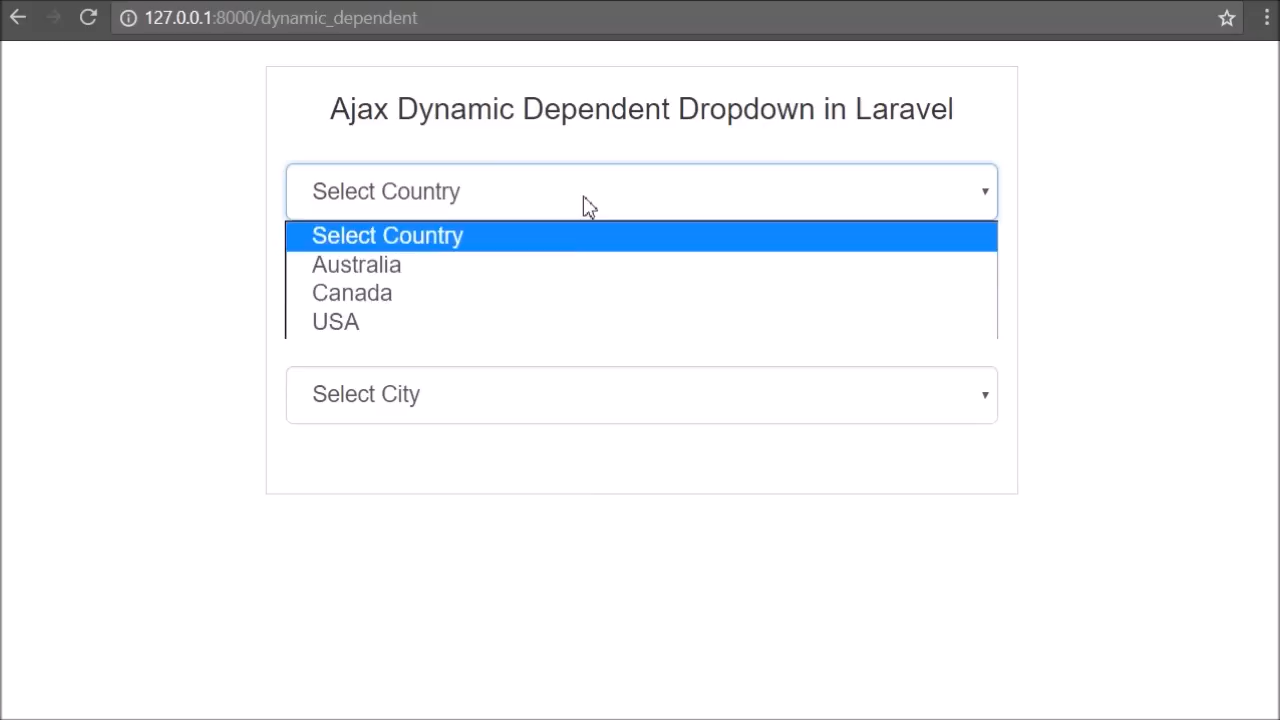 127.0.0.1:8000/dynamic_dependent
Ajax Dynamic Dependent Dropdown in Laravel
Select Country
Select Country
Australia
Canada
USA
Select City